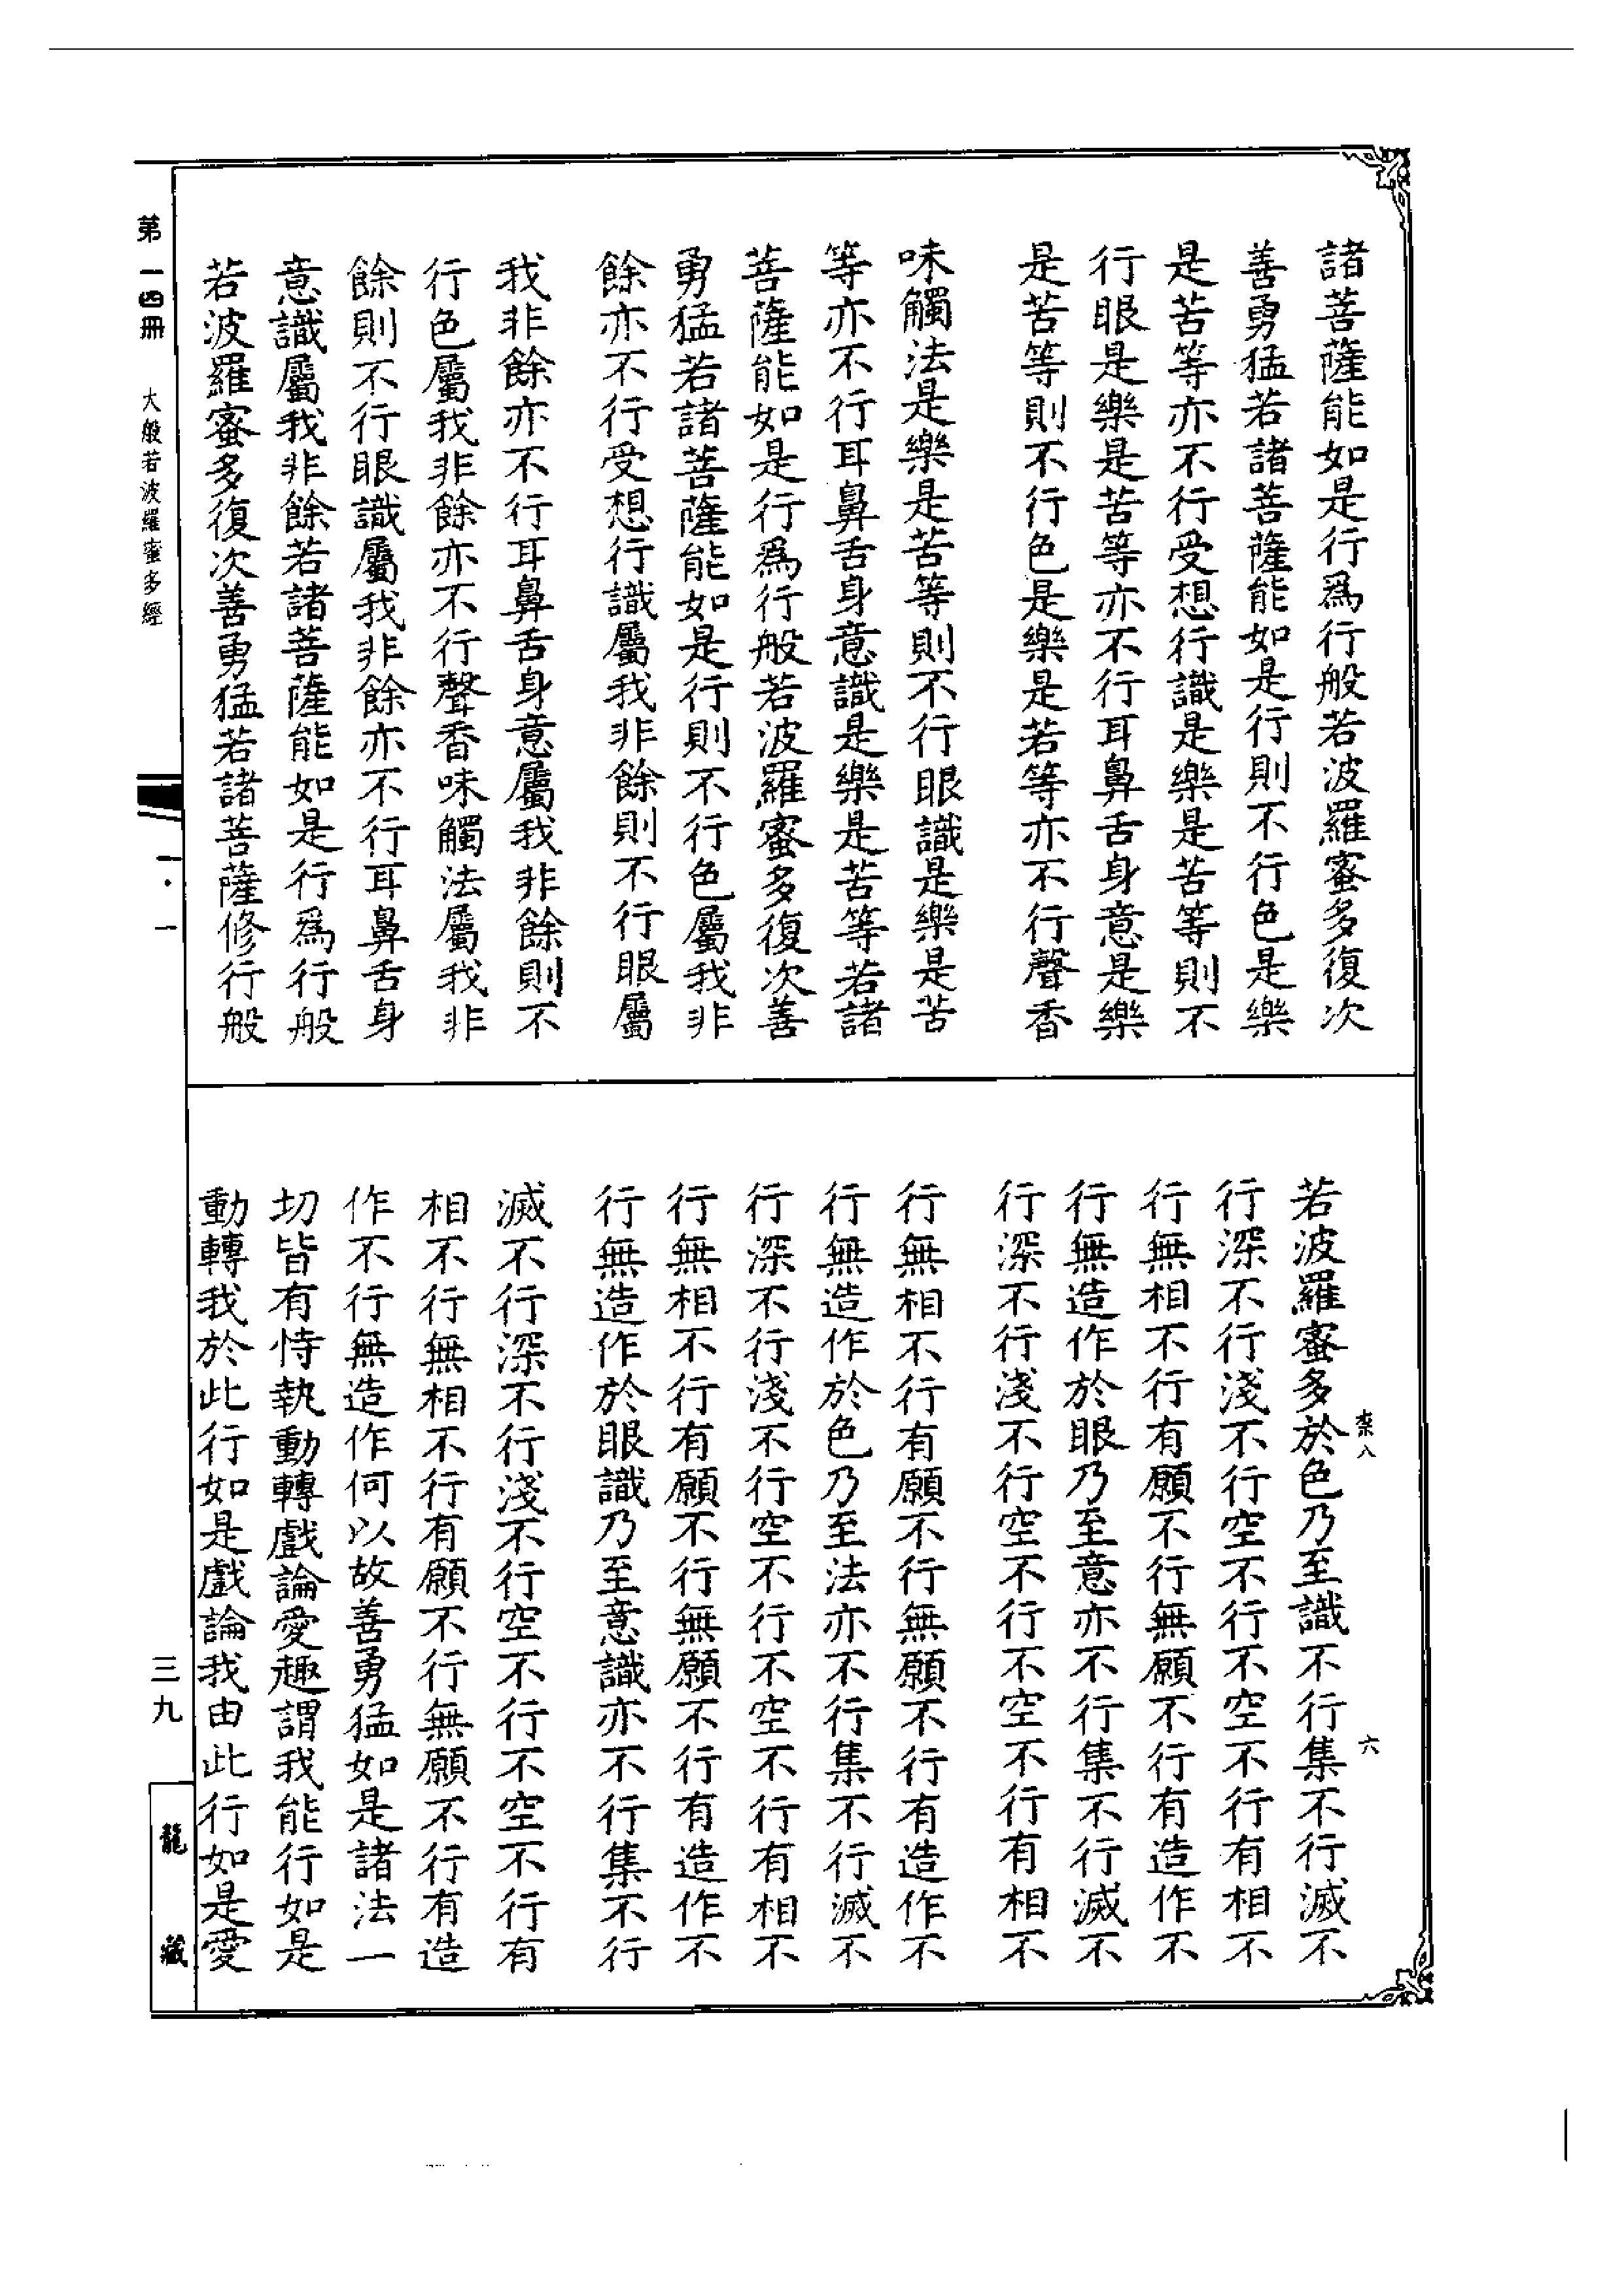 諸菩薩能如是行爲行般若波羅蜜多復次
善勇猛若諸菩薩能如是行則不行色是樂
是苦等亦不行受想行識是樂是苦等則不
行眼是樂是苦等亦不行耳鼻舌身意是樂
是苦等則不行色是樂是若等亦不行聲香
味觸法是樂是苦等則不行眼識是樂是苦
等亦不行耳鼻舌身意識是樂是苦等若諸
菩薩能如是行爲行般若波羅蜜多復次善
勇猛若諸菩薩能如是行則不行色屬我非
餘亦不行受想行識屬我非餘則不行眼屬
我非餘亦不行耳鼻舌身意屬我非餘則不
行色屬我非餘亦不行聲香味觸法屬我非
餘則不行眼識屬我非餘亦不行耳鼻舌身
意識屬我非餘若諸菩薩能如是行爲行般
若波羅蜜多復次善勇猛若諸菩薩修行般
柰八
六
若波羅蜜多於色乃至識不行集不行滅不
行深不行淺不行空不行不空不行有相不
行無相不行有願不行無願不行有造作不
行無造作於眼乃至意亦不行集不行滅不
行深不行淺不行空不行不空不行有相不
行無相不行有願不行無願不行有造作不
行無造作於色乃至法亦不行集不行滅不
行深不行淺不行空不行不空不行有相不
行無相不行有願不行無願不行有造作不
行無造作於眼識乃至意識亦不行集不行
滅不行深不行淺不行空不行不空不行有
相不行無相不行有願不行無願不行有造
作不行無造作何以故善勇猛如是諸法一
切皆有恃執動轉戲論愛趣謂我能行如是
動轉我於此行如是戲論我由此行如是愛
第一四冊
大般若波羅蜜多經
一·一
三九
龍藏